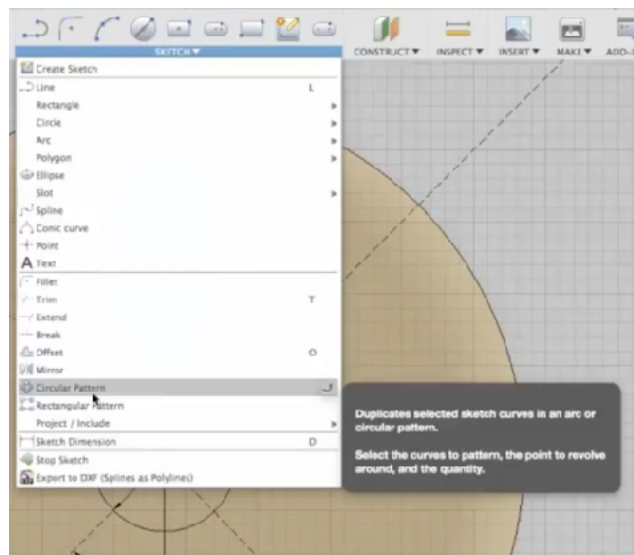 SKETCH▼
CONSTRUCT▼ INSPECT▼ INSERT▼ MAKE▼ ADD-
Create Sketch
Line L
Rectangle
Circle
Arc
Polygon
Ellipse
Slot
Spline
Conic curve
Point
Text
Fillet
Trim T
Extend
Break
Offset O
Mirror
Circular Pattern
Rectangular Pattern
Project / Include
Sketch Dimension D
Stop Sketch
Export to DXF (Splines as Polylines)
Duplicates selected sketch curves in an arc or
circular pattern.
Select the curves to pattern, the point to revolve
around, and the quantity.